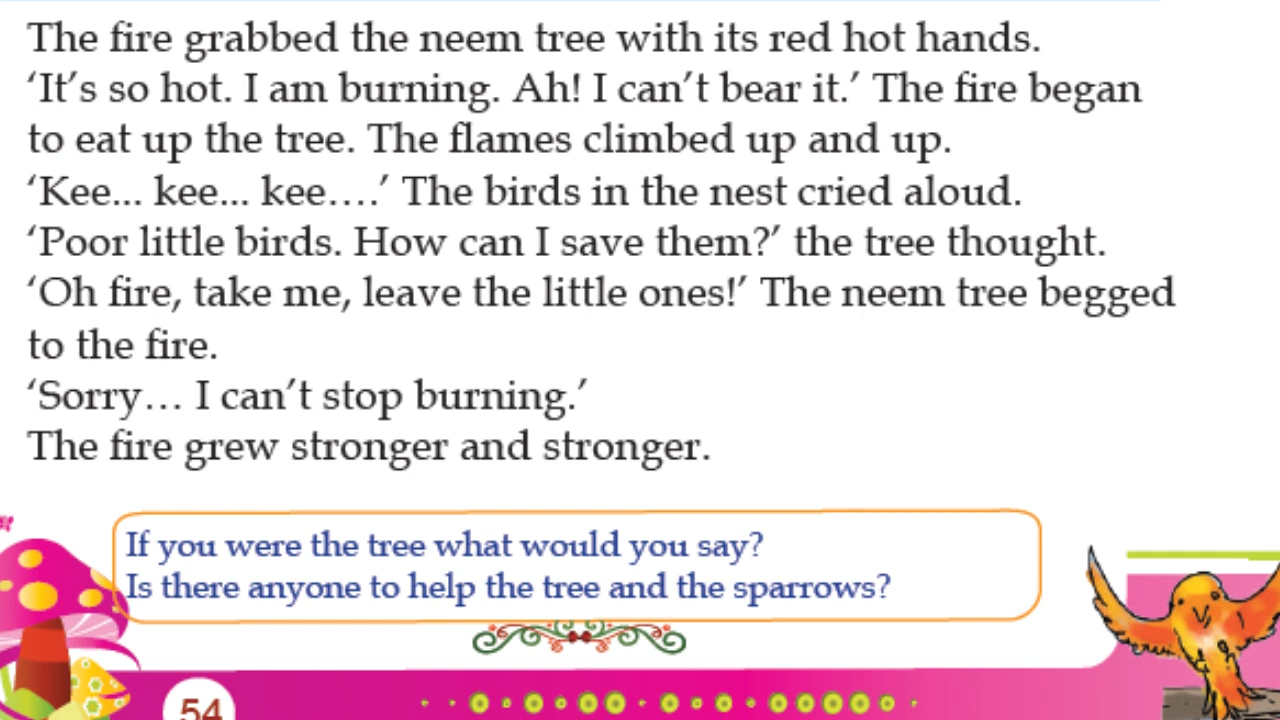 The fire grabbed the neem tree with its red hot hands.
‘It’s so hot. I am burning. Ah! I can’t bear it.’ The fire began
to eat up the tree. The flames climbed up and up.
‘Kee... kee... kee….’ The birds in the nest cried aloud.
‘Poor little birds. How can I save them?’ the tree thought.
‘Oh fire, take me, leave the little ones!’ The neem tree begged
to the fire.
‘Sorry… I can’t stop burning.’
The fire grew stronger and stronger.
If you were the tree what would you say?
Is there anyone to help the tree and the sparrows?
54